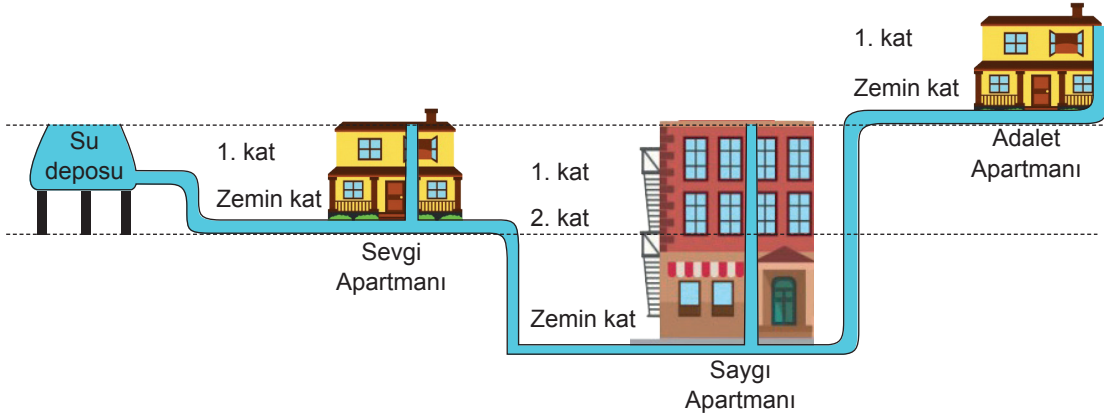 Su
deposu
1. kat
Zemin kat
Sevgi
Apartmanı
1. kat
2. kat
Zemin kat
Saygı
Apartmanı
1. kat
Zemin kat
Adalet
Apartmanı